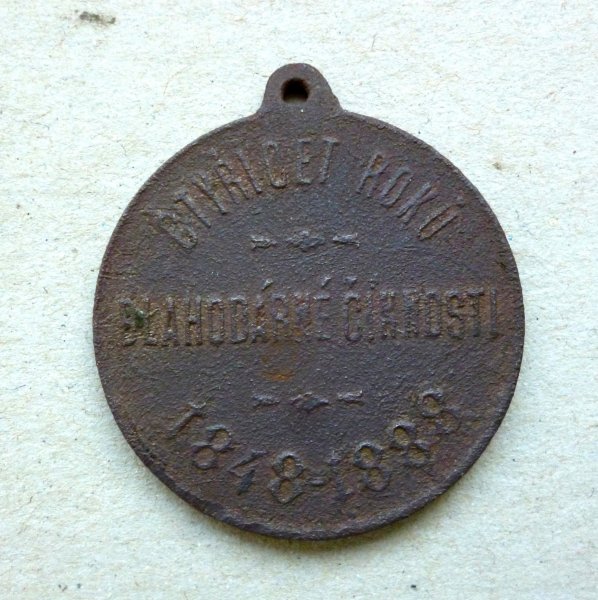 ČTYŘICET ROKŮ
BLAHODÁRNÉ ČINNOSTI
1848-1888